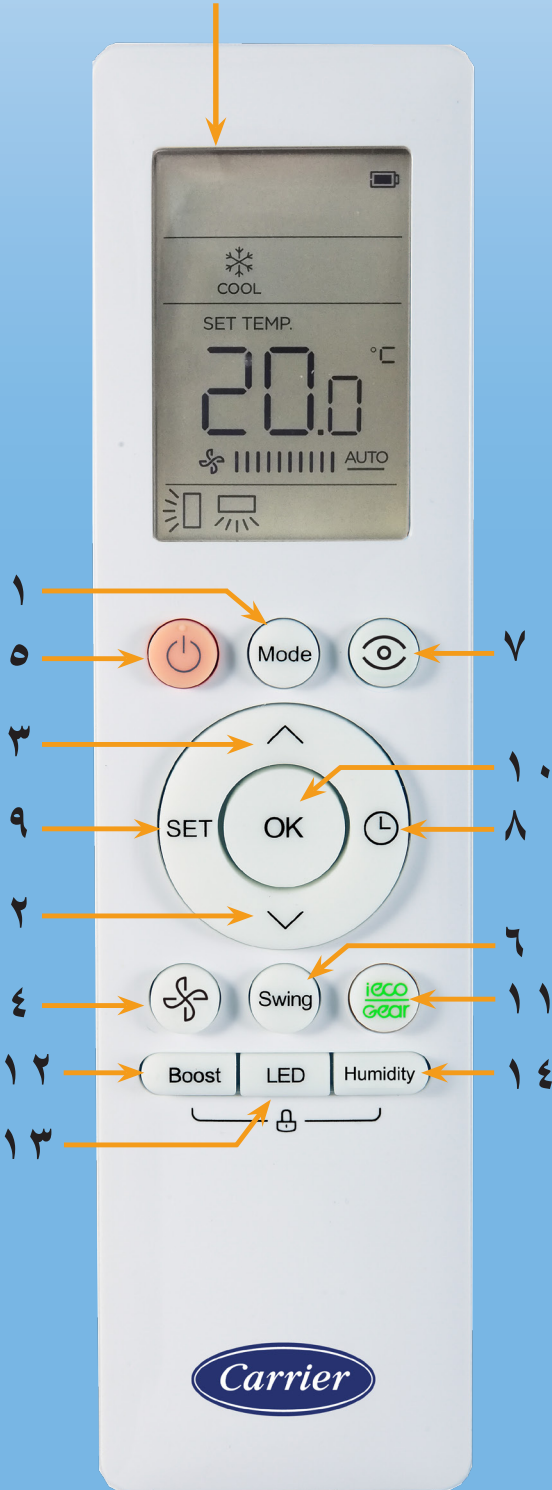 COOL
SET TEMP.
20.0 °C
AUTO
١
٥
Mode
٧
٣
١٠
٩
SET
OK
٨
٢
٦
٤
Swing
ieco
Gear
١١
١٢
Boost
LED
Humidity
١٤
١٣
Carrier